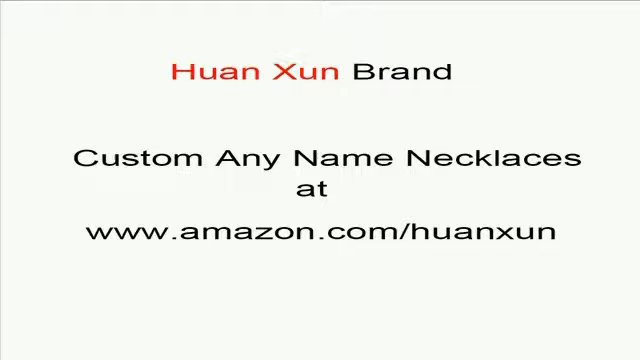 Huan Xun Brand
Custom Any Name Necklaces
at
www.amazon.com/huanxun